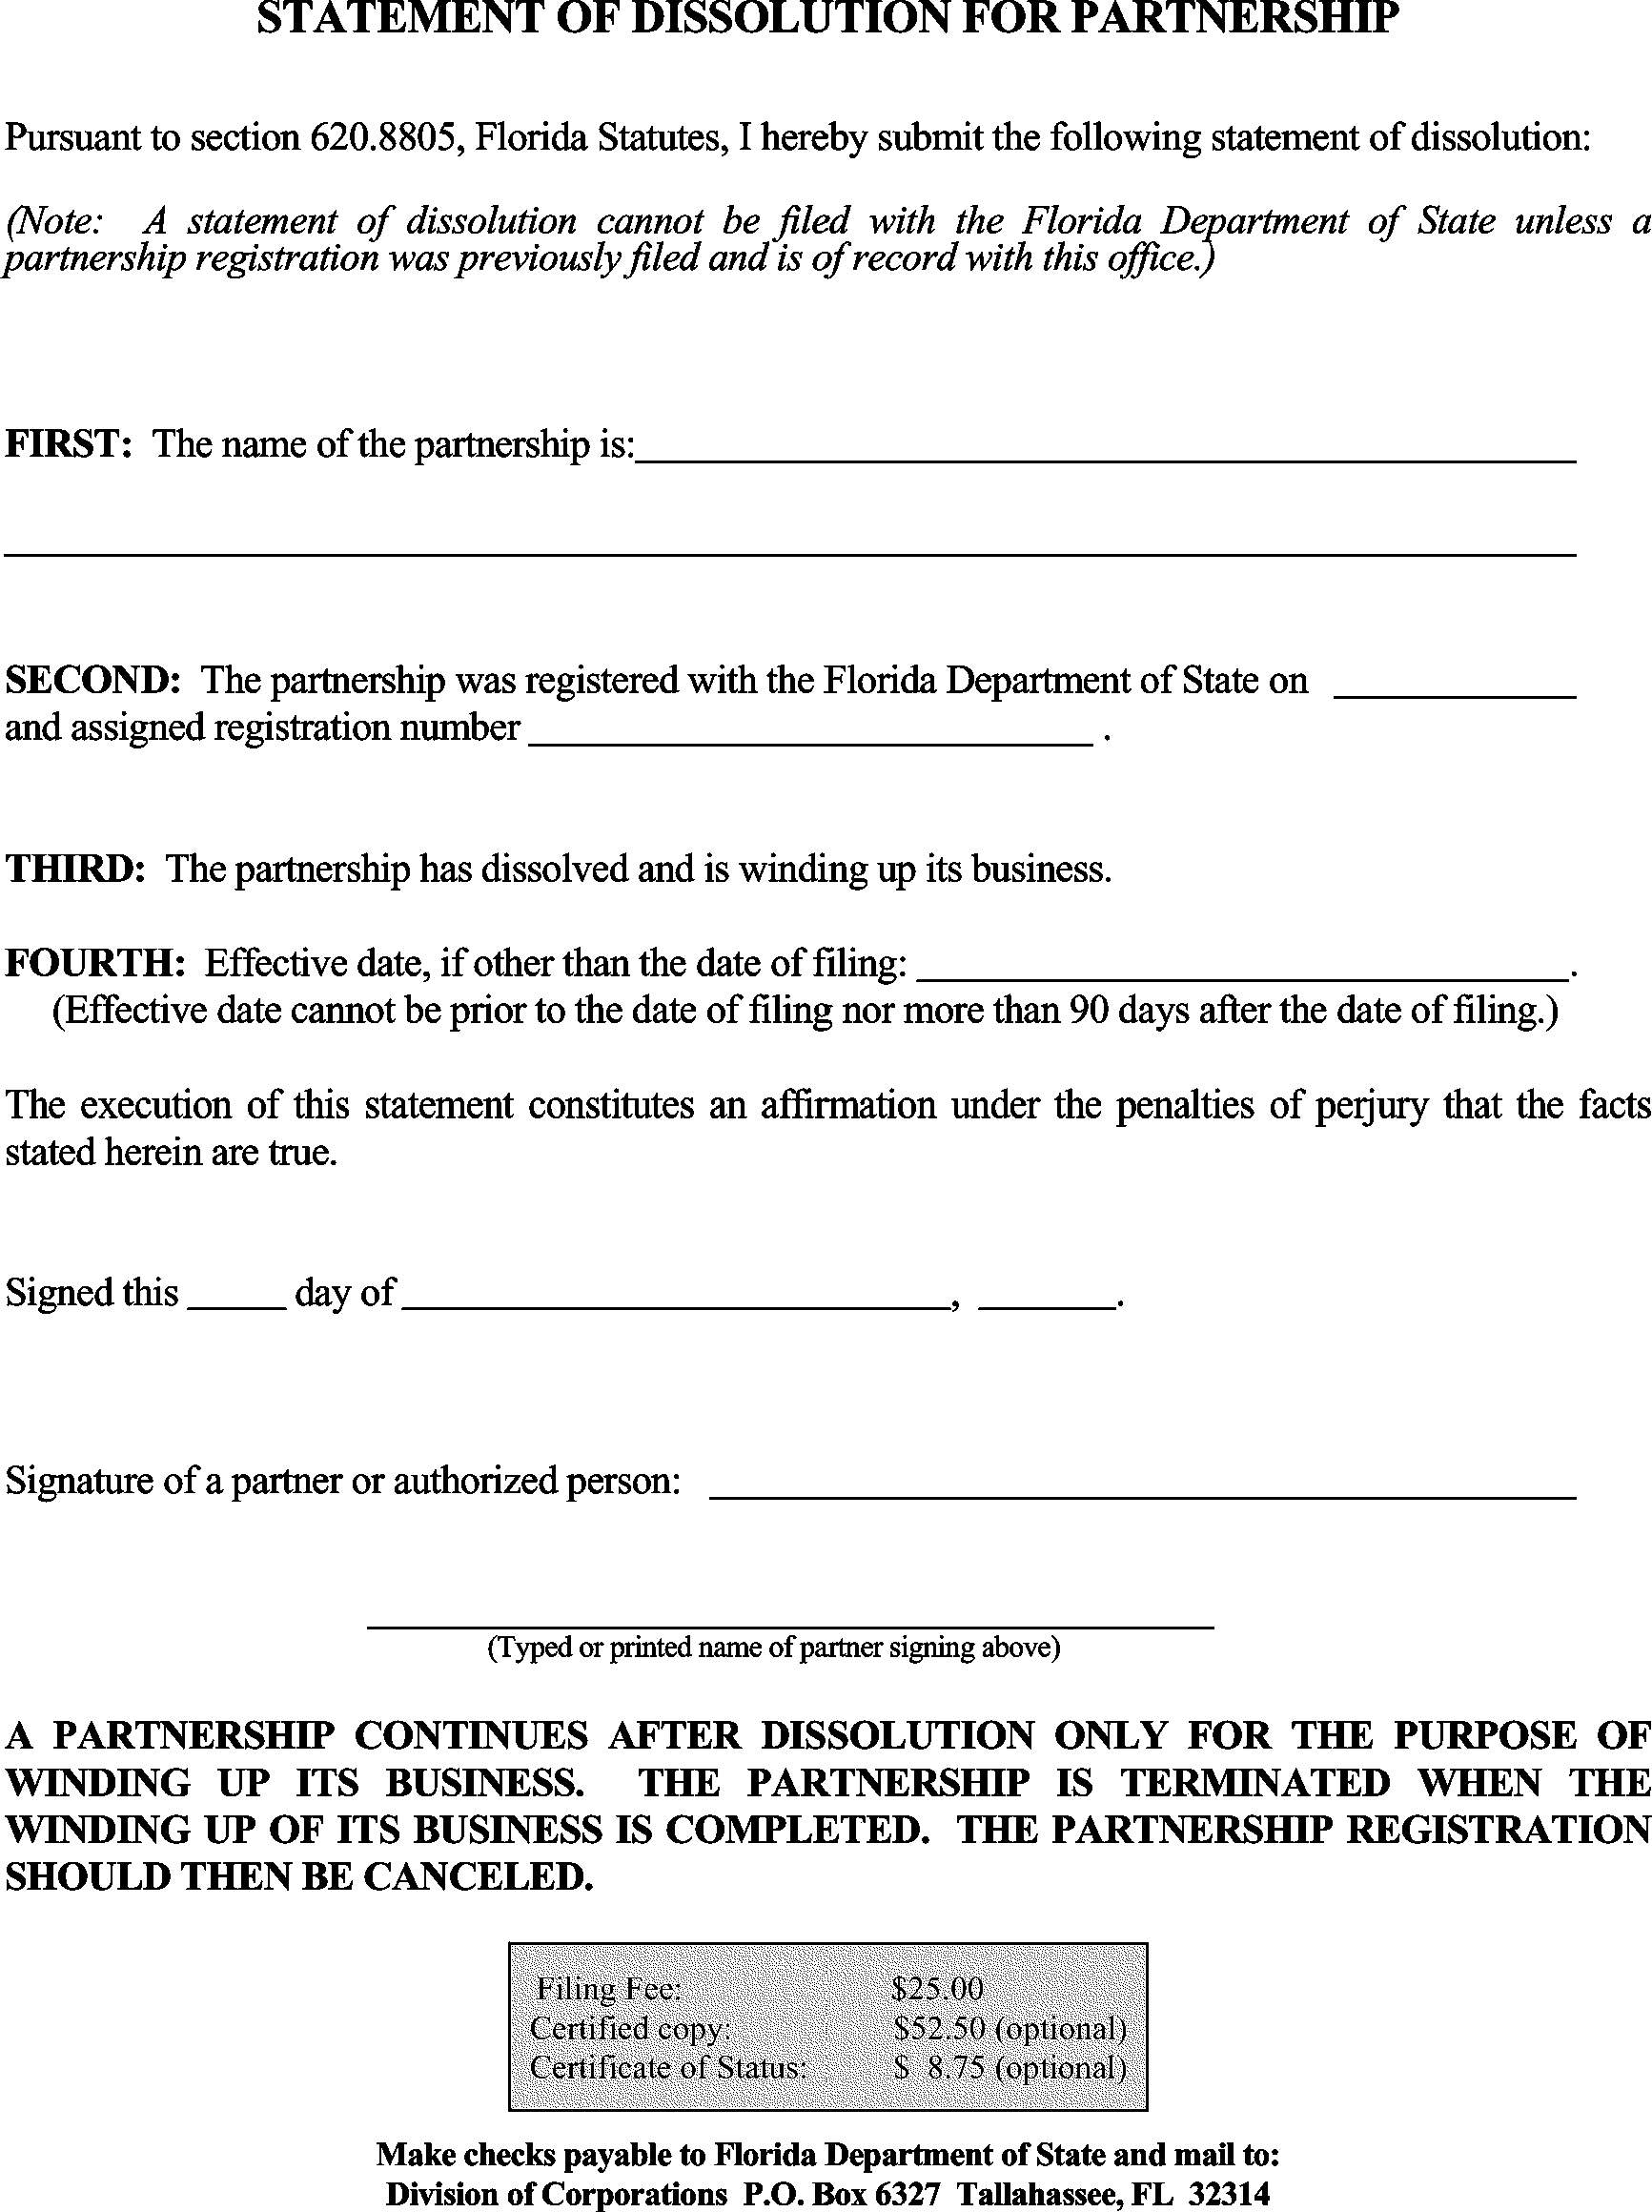 STATEMENT OF DISSOLUTION FOR PARTNERSHIP
Pursuant to section 620.8805, Florida Statutes, I hereby submit the following statement of dissolution:
(Note: A statement of dissolution cannot be filed with the Florida Department of State unless a
partnership registration was previously filed and is of record with this office.)
FIRST: The name of the partnership is:
SECOND: The partnership was registered with the Florida Department of State on
and assigned registration number .
THIRD: The partnership has dissolved and is winding up its business.
FOURTH: Effective date, if other than the date of filing: .
(Effective date cannot be prior to the date of filing nor more than 90 days after the date of filing.)
The execution of this statement constitutes an affirmation under the penalties of perjury that the facts
stated herein are true.
Signed this _____ day of ____________________, _______.
Signature of a partner or authorized person:
(Typed or printed name of partner signing above)
A PARTNERSHIP CONTINUES AFTER DISSOLUTION ONLY FOR THE PURPOSE OF
WINDING UP ITS BUSINESS. THE PARTNERSHIP IS TERMINATED WHEN THE
WINDING UP OF ITS BUSINESS IS COMPLETED. THE PARTNERSHIP REGISTRATION
SHOULD THEN BE CANCELED.
Filing Fee: $25.00
Certified copy: $52.50 (optional)
Certificate of Status: $ 8.75 (optional)
Make checks payable to Florida Department of State and mail to:
Division of Corporations P.O. Box 6327 Tallahassee, FL 32314